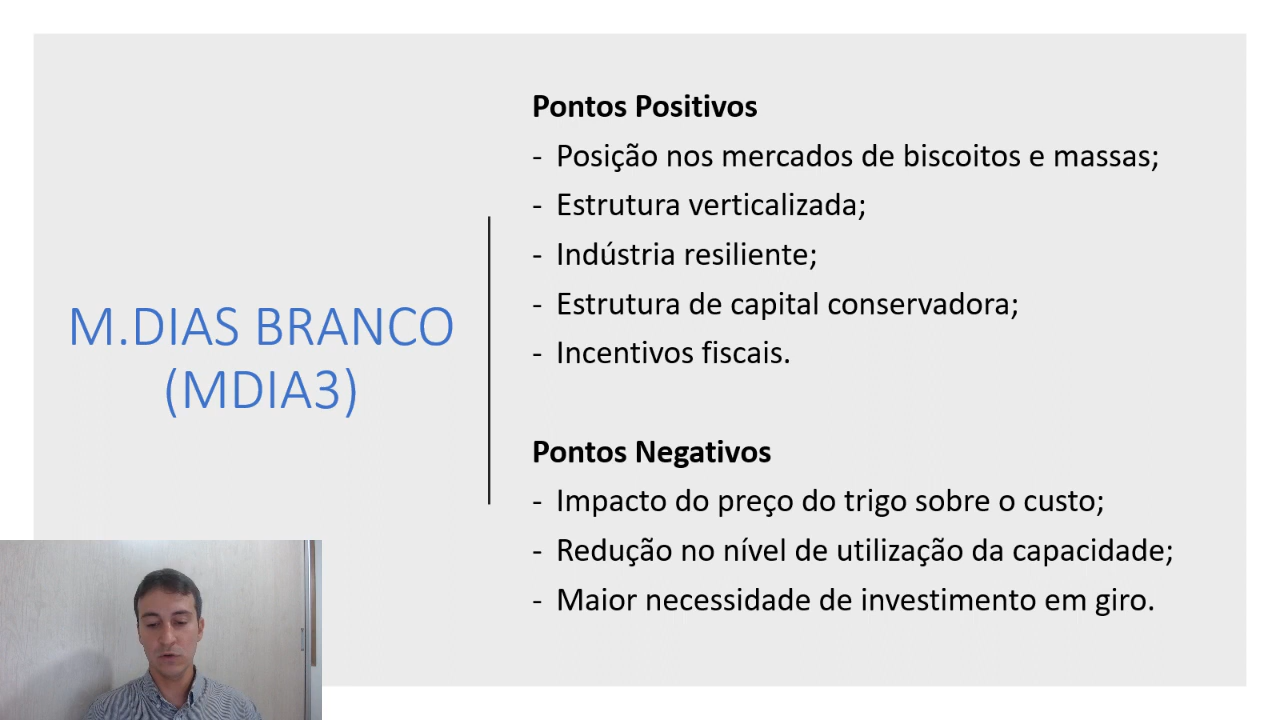 M.DIAS BRANCO
(MDIA3)
Pontos Positivos
- Posição nos mercados de biscoitos e massas;
- Estrutura verticalizada;
- Indústria resiliente;
- Estrutura de capital conservadora;
- Incentivos fiscais.
Pontos Negativos
- Impacto do preço do trigo sobre o custo;
- Redução no nível de utilização da capacidade;
- Maior necessidade de investimento em giro.